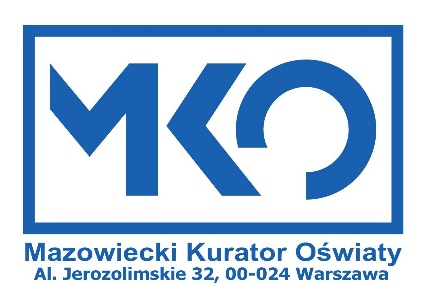 MKO
Mazowiecki Kurator Oświaty
Al. Jerozolimskie 32, 00-024 Warszawa